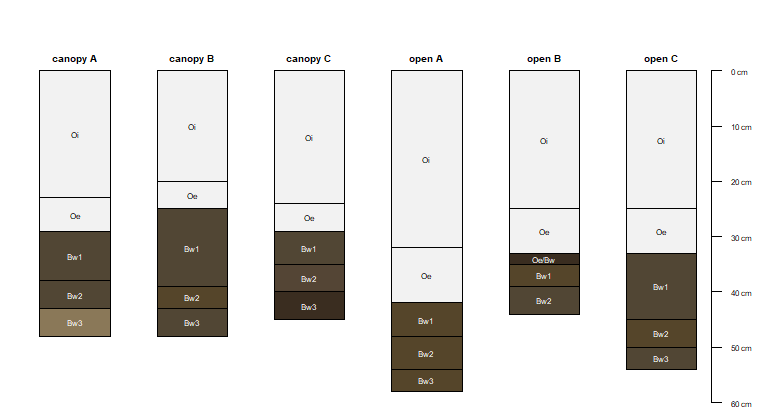 canopy A
canopy B
canopy C
open A
open B
open C
Oi
Oe
Bw1
Bw2
Bw3
Oi
Oe
Bw1
Bw2
Bw3
Oi
Oe
Bw1
Bw2
Bw3
Oi
Oe
Bw1
Bw2
Bw3
Oi
Oe
Oe/Bw
Bw1
Bw2
Oi
Oe
Bw1
Bw2
Bw3
0 cm
10 cm
20 cm
30 cm
40 cm
50 cm
60 cm